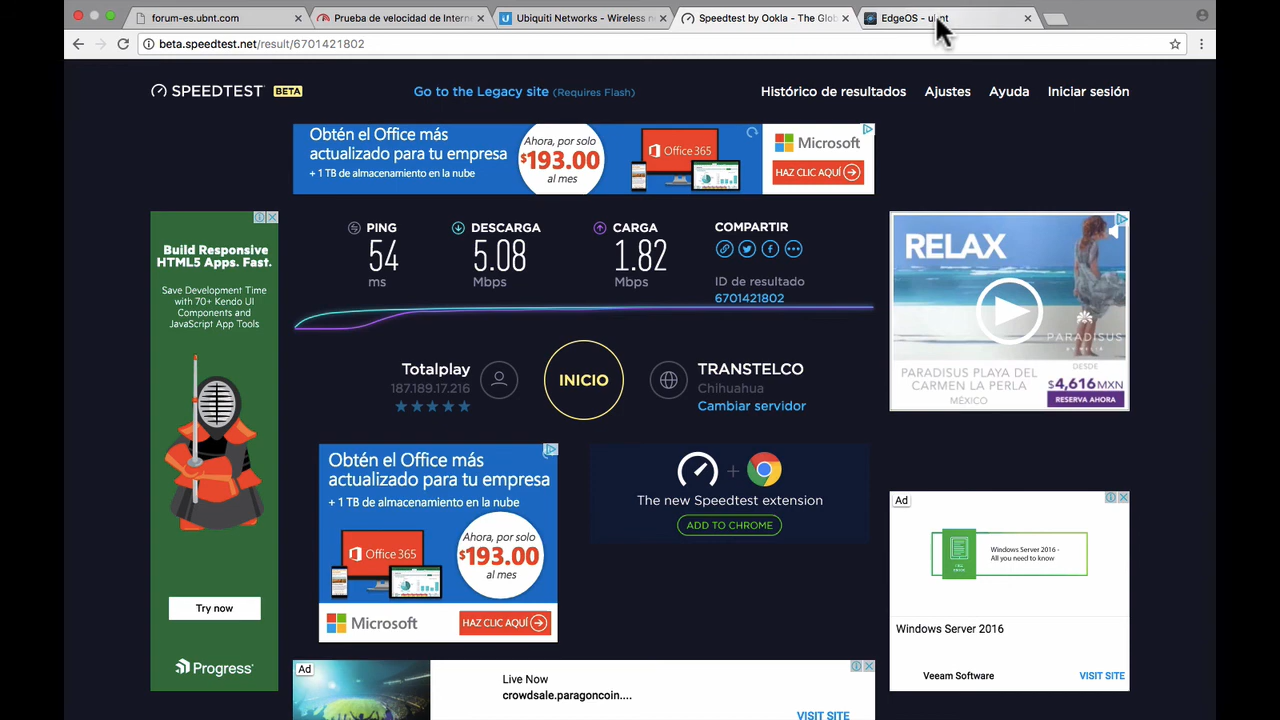 forum-es.ubnt.com
Prueba de velocidad de Intern
Ubiquiti Networks - Wireless n
Speedtest by Ookla - The Glob
EdgeOS - ubnt
beta.speedtest.net/result/6701421802
SPEEDTEST BETA
Go to the Legacy site (Requires Flash)
Histórico de resultados
Ajustes
Ayuda
Iniciar sesión
Obtén el Office más
actualizado para tu empresa
+ 1 TB de almacenamiento en la nube
Ahora, por solo
$193.00
al mes
Office 365
Microsoft
HAZ CLIC AQUÍ
Build Responsive
HTML5 Apps. Fast.
Save Development Time
with 70+ Kendo UI
Components and
JavaScript App Tools
Try now
Progress
PING
54
ms
DESCARGA
5.08
Mbps
CARGA
1.82
Mbps
COMPARTIR
ID de resultado
6701421802
RELAX
PARADISUS
BY MELIÁ
PARADISUS PLAYA DEL
CARMEN LA PERLA
MÉXICO
DESDE
$4,616MXN
RESERVA AHORA
Totalplay
187.189.17.216
INICIO
TRANSTELCO
Chihuahua
Cambiar servidor
Obtén el Office más
actualizado para tu empresa
+ 1 TB de almacenamiento en la nube
Ahora, por solo
$193.00
al mes
Office 365
Microsoft
HAZ CLIC AQUÍ
+
The new Speedtest extension
ADD TO CHROME
Ad
Windows Server 2016 -
All you need to know
Windows Server 2016
Veeam Software
VISIT SITE
Ad
Live Now
crowdsale.paragoncoin....
VISIT SITE